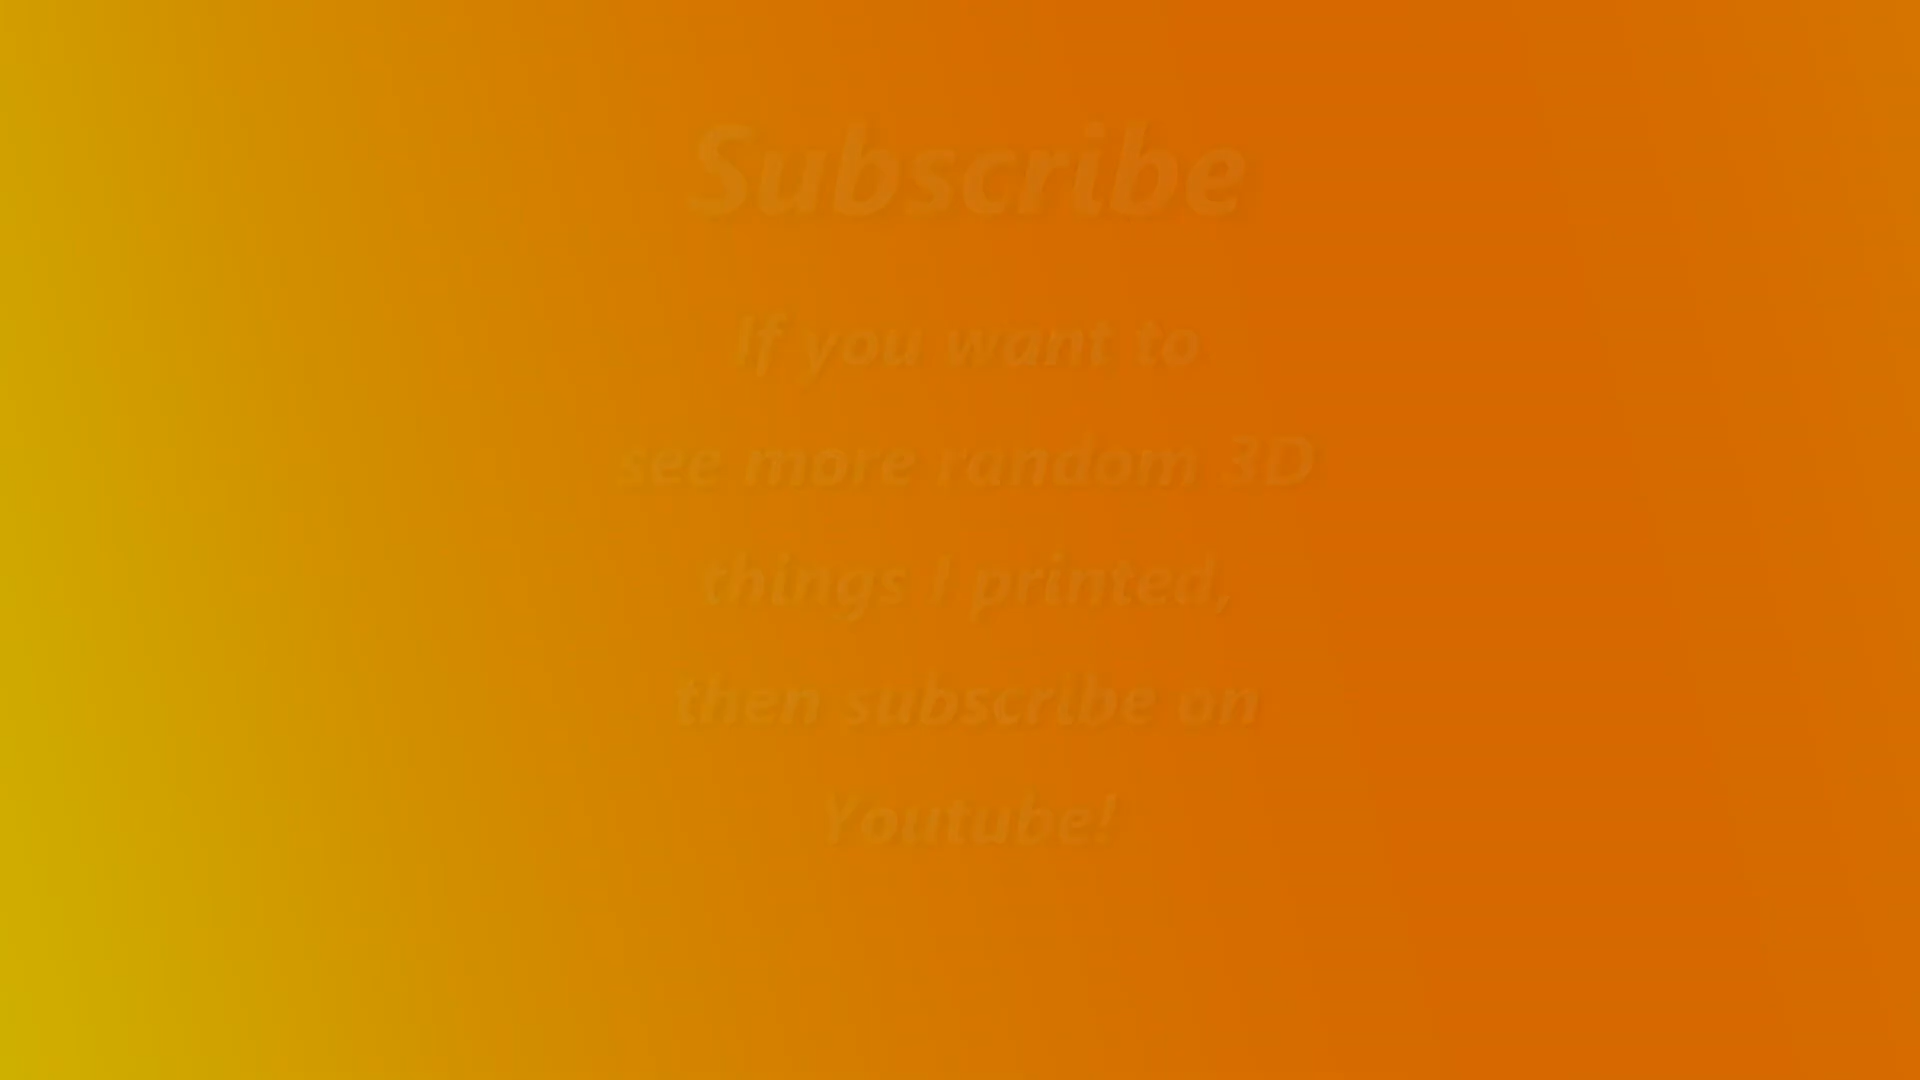 Subscribe
If you want to
see more random 3D
things I printed,
then subscribe on
Youtube!